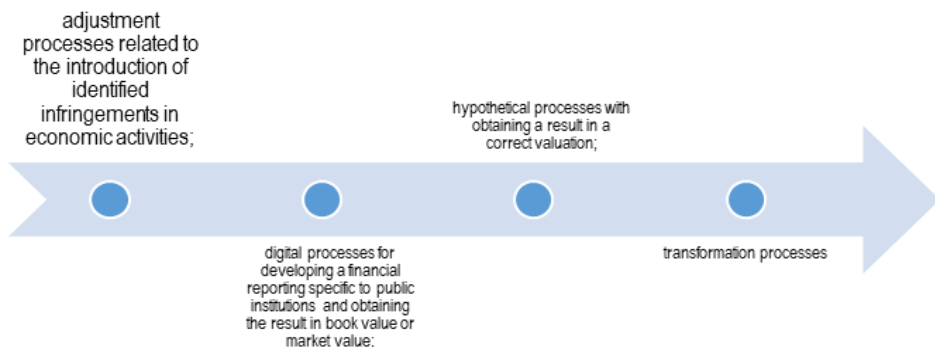 adjustment
processes related to
the introduction of
identified
infringements in
economic activities;
digital processes for
developing a financial
reporting specific to public
institutions and obtaining
the result in book value or
market value;
hypothetical processes with
obtaining a result in a
correct valuation;
transformation processes